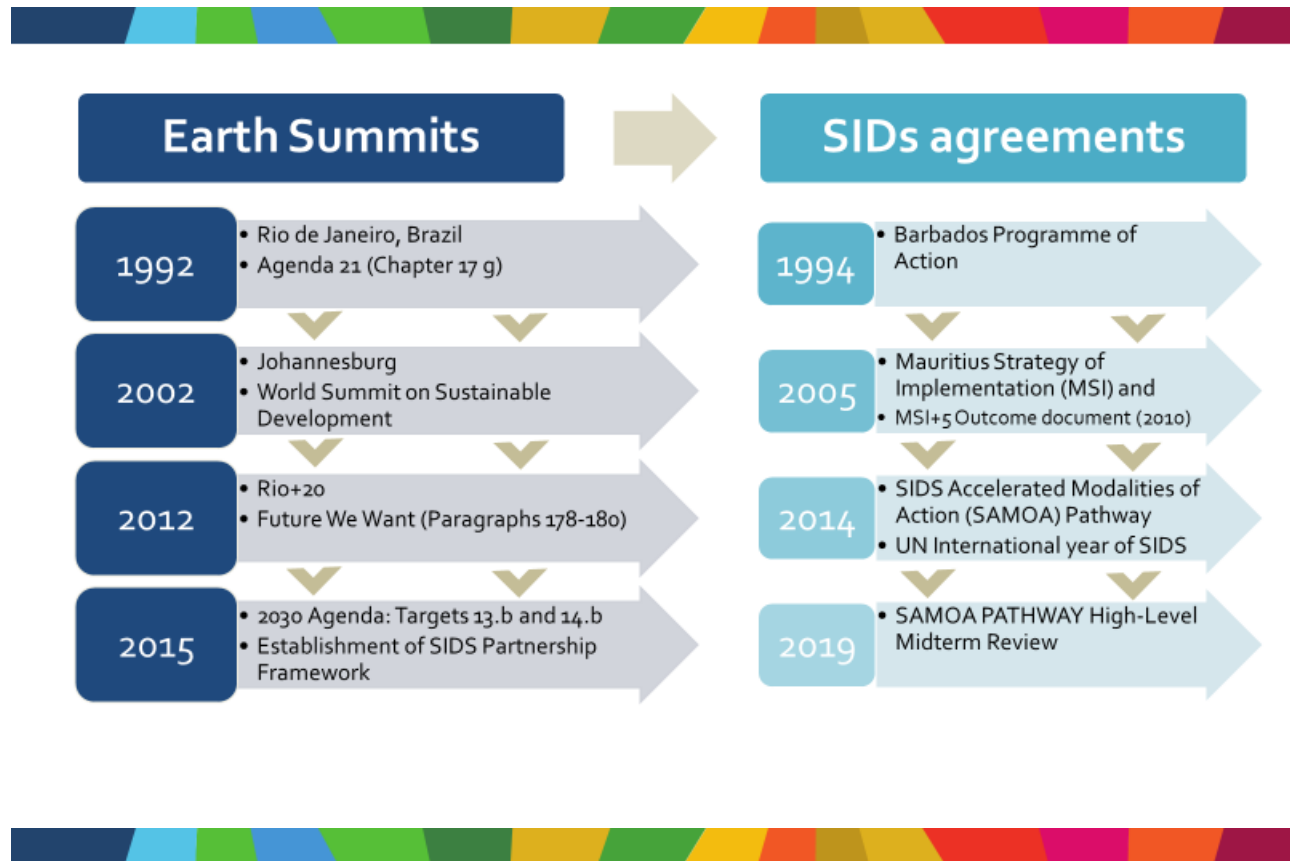 Earth Summits
SIDs agreements
1992
• Rio de Janeiro, Brazil
• Agenda 21 (Chapter 17 g)
2002
• Johannesburg
• World Summit on Sustainable
Development
2012
• Rio+20
• Future We Want (Paragraphs 178-180)
2015
• 2030 Agenda: Targets 13.b and 14.b
• Establishment of SIDS Partnership
Framework
1994
• Barbados Programme of
Action
2005
• Mauritius Strategy of
Implementation (MSI) and
• MSI+5 Outcome document (2010)
2014
• SIDS Accelerated Modalities of
Action (SAMOA) Pathway
• UN International year of SIDS
2019
• SAMOA PATHWAY High-Level
Midterm Review